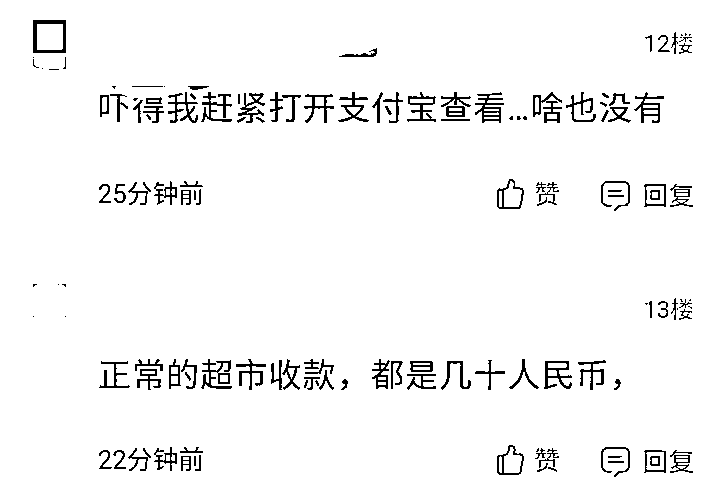 12楼
吓得我赶紧打开支付宝查看...啥也没有
25分钟前 赞 回复
13楼
正常的超市收款，都是几十人民币，
22分钟前 赞 回复